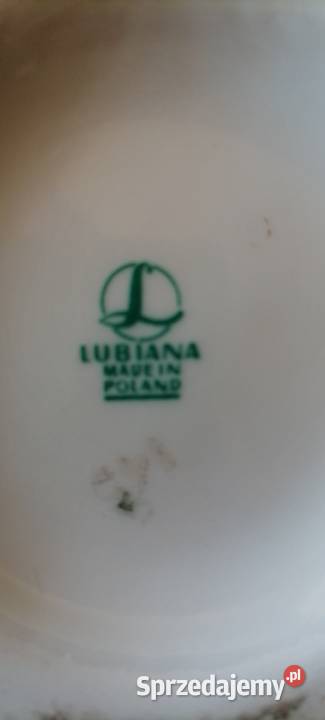 L
LUBIANA
MADE IN
POLAND
Sprzedajemy.pl